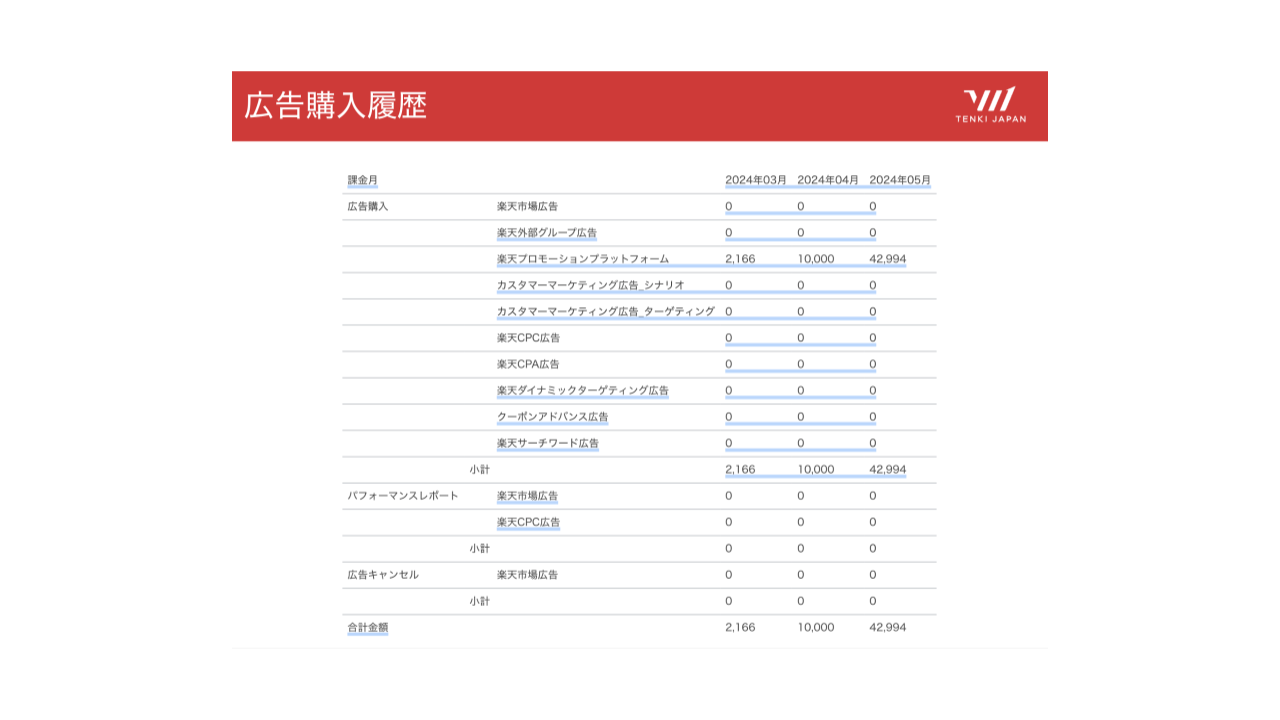 広告購入履歴
TENKI JAPAN
課金月 2024年03月 2024年04月 2024年05月
広告購入 楽天市場広告 0 0 0
楽天外部グループ広告 0 0 0
楽天プロモーションプラットフォーム 2,166 10,000 42,994
カスタマーマーケティング広告_シナリオ 0 0 0
カスタマーマーケティング広告_ターゲティング 0 0 0
楽天CPC広告 0 0 0
楽天CPA広告 0 0 0
楽天ダイナミックターゲティング広告 0 0 0
クーポンアドバンス広告 0 0 0
楽天サーチワード広告 0 0 0
小計 2,166 10,000 42,994
パフォーマンスレポート 楽天市場広告 0 0 0
楽天CPC広告 0 0 0
小計 0 0 0
広告キャンセル 楽天市場広告 0 0 0
小計 0 0 0
合計金額 2,166 10,000 42,994